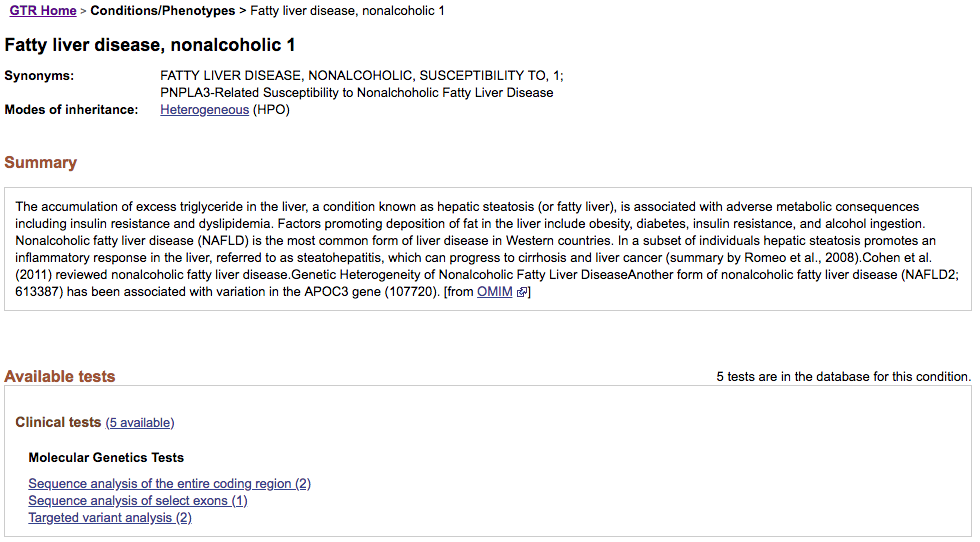 GTR Home > Conditions/Phenotypes > Fatty liver disease, nonalcoholic 1
Fatty liver disease, nonalcoholic 1
Synonyms: FATTY LIVER DISEASE, NONALCOHOLIC, SUSCEPTIBILITY TO, 1;
PNPLA3-Related Susceptibility to Nonalchoholic Fatty Liver Disease
Modes of inheritance: Heterogeneous (HPO)
Summary
The accumulation of excess triglyceride in the liver, a condition known as hepatic steatosis (or fatty liver), is associated with adverse metabolic consequences
including insulin resistance and dyslipidemia. Factors promoting deposition of fat in the liver include obesity, diabetes, insulin resistance, and alcohol ingestion.
Nonalcoholic fatty liver disease (NAFLD) is the most common form of liver disease in Western countries. In a subset of individuals hepatic steatosis promotes an
inflammatory response in the liver, referred to as steatohepatitis, which can progress to cirrhosis and liver cancer (summary by Romeo et al., 2008).Cohen et al.
(2011) reviewed nonalcoholic fatty liver disease.Genetic Heterogeneity of Nonalcoholic Fatty Liver DiseaseAnother form of nonalcoholic fatty liver disease (NAFLD2;
613387) has been associated with variation in the APOC3 gene (107720). [from OMIM]
Available tests
5 tests are in the database for this condition.
Clinical tests (5 available)
Molecular Genetics Tests
Sequence analysis of the entire coding region (2)
Sequence analysis of select exons (1)
Targeted variant analysis (2)